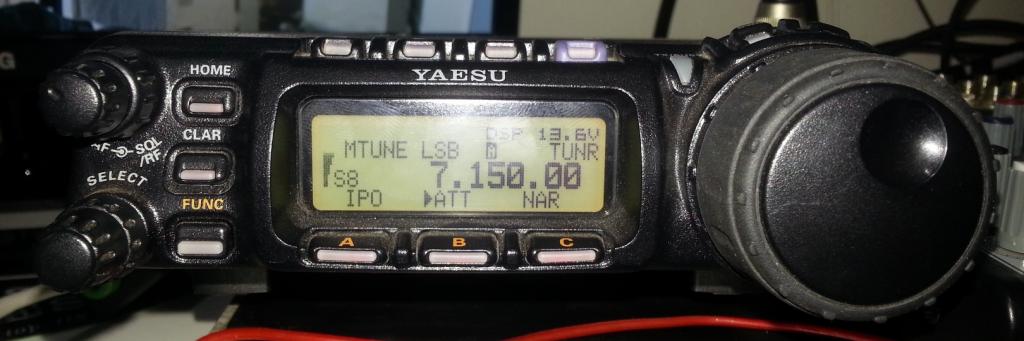 HOME
YAESU
CLAR
AF SQL
/RF
SELECT
FUNC
DSP 13.6V
MTUNE LSB TUNR
S8 7.150.00
IPO ▶ATT NAR
A B C
G